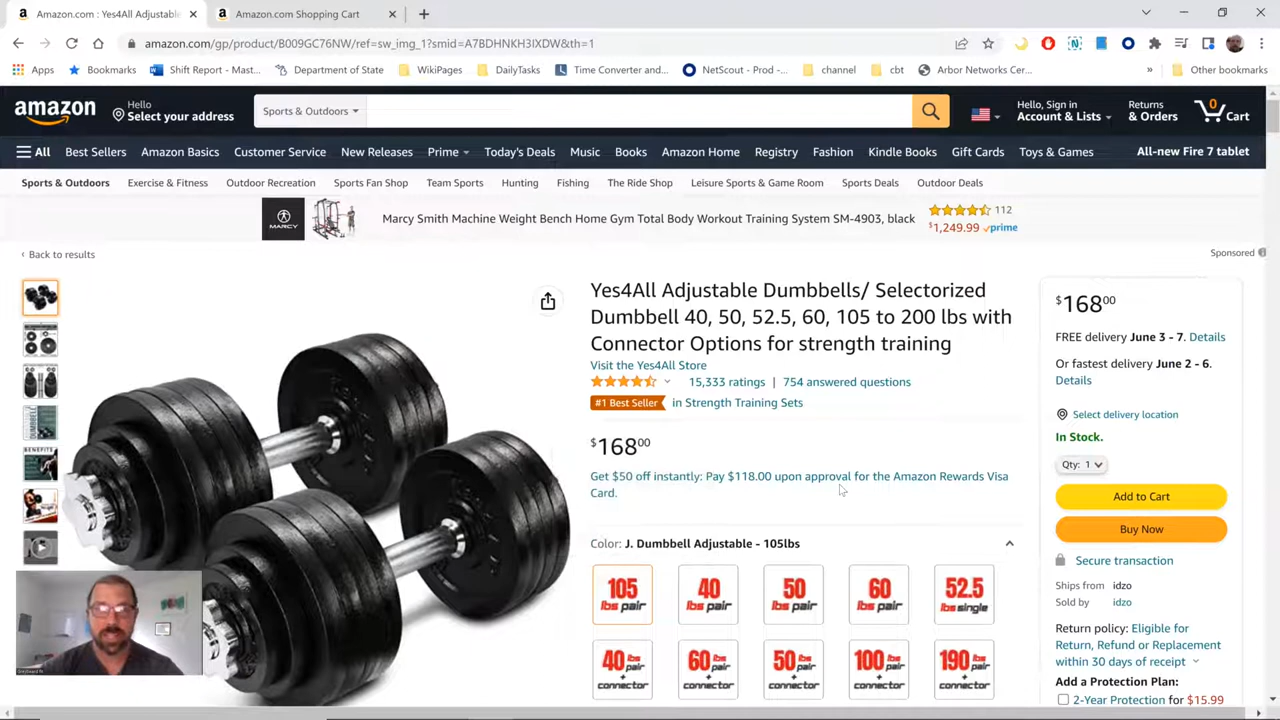 Amazon.com : Yes4All Adjustable
Amazon.com Shopping Cart
amazon.com/gp/product/B009GC76NW/ref=sw_img_1?smid=A7BDHNKH3IXDW&th=1
Apps Bookmarks Shift Report - Mast... Department of State WikiPages DailyTasks Time Converter and... NetScout - Prod -... channel cbt Arbor Networks Cer... » Other bookmarks
amazon
Hello
Select your address
Sports & Outdoors
Hello, Sign in
Account & Lists
Returns
& Orders
0
Cart
All Best Sellers Amazon Basics Customer Service New Releases Prime Today's Deals Music Books Amazon Home Registry Fashion Kindle Books Gift Cards Toys & Games All-new Fire 7 tablet
Sports & Outdoors Exercise & Fitness Outdoor Recreation Sports Fan Shop Team Sports Hunting Fishing The Ride Shop Leisure Sports & Game Room Sports Deals Outdoor Deals
MARCY
Marcy Smith Machine Weight Bench Home Gym Total Body Workout Training System SM-4903, black
112
$1,249.99 prime
‹ Back to results
Sponsored
Yes4All Adjustable Dumbbells/ Selectorized
Dumbbell 40, 50, 52.5, 60, 105 to 200 lbs with
Connector Options for strength training
Visit the Yes4All Store
15,333 ratings | 754 answered questions
#1 Best Seller in Strength Training Sets
$16800
Get $50 off instantly: Pay $118.00 upon approval for the Amazon Rewards Visa
Card.
Color: J. Dumbbell Adjustable - 105lbs
105
lbs pair
40
lbs pair
50
lbs pair
60
lbs pair
52.5
lbs single
40 lbs pair
+
connector
60 lbs pair
+
connector
50 lbs pair
+
connector
100 lbs pair
+
connector
190 lbs pair
+
connector
BENEFITS
$16800
FREE delivery June 3 - 7. Details
Or fastest delivery June 2 - 6.
Details
Select delivery location
In Stock.
Qty: 1
Add to Cart
Buy Now
Secure transaction
Ships from idzo
Sold by idzo
Return policy: Eligible for
Return, Refund or Replacement
within 30 days of receipt
Add a Protection Plan:
2-Year Protection for $15.99